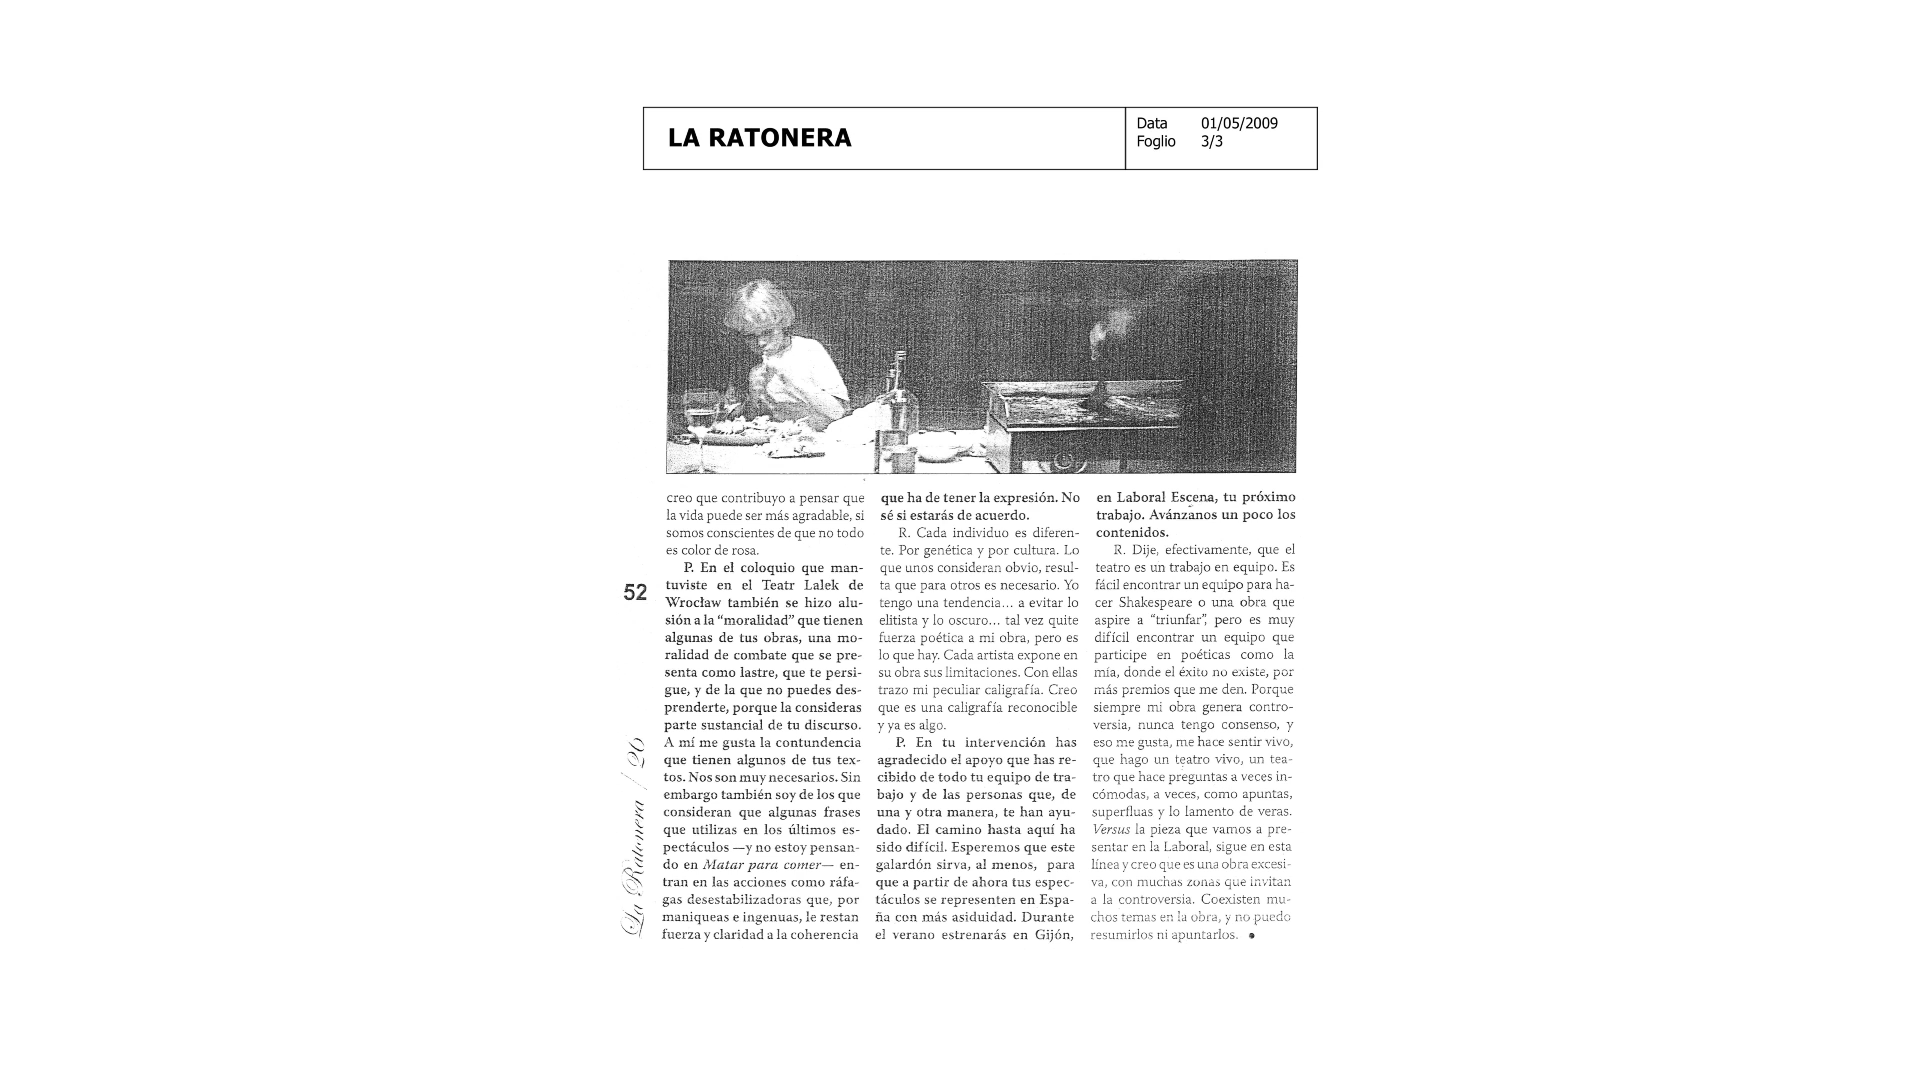 LA RATONERA
Data 01/05/2009
Foglio 3/3
creo que contribuyo a pensar que
la vida puede ser más agradable, si
somos conscientes de que no todo
es color de rosa.
P. En el coloquio que man-
tuviste en el Teatr Lalek de
Wrocław también se hizo alu-
sión a la “moralidad” que tienen
algunas de tus obras, una mo-
ralidad de combate que se pre-
senta como lastre, que te persi-
gue, y de la que no puedes des-
prenderte, porque la consideras
parte sustancial de tu discurso.
A mí me gusta la contundencia
que tienen algunos de tus tex-
tos. Nos son muy necesarios. Sin
embargo también soy de los que
consideran que algunas frases
que utilizas en los últimos es-
pectáculos —y no estoy pensan-
do en Matar para comer— en-
tran en las acciones como ráfa-
gas desestabilizadoras que, por
maniqueas e ingenuas, le restan
fuerza y claridad a la coherencia
que ha de tener la expresión. No
sé si estarás de acuerdo.
R. Cada individuo es diferen-
te. Por genética y por cultura. Lo
que unos consideran obvio, resul-
ta que para otros es necesario. Yo
tengo una tendencia... a evitar lo
elitista y lo oscuro... tal vez quite
fuerza poética a mi obra, pero es
lo que hay. Cada artista expone en
su obra sus limitaciones. Con ellas
trazo mi peculiar caligrafía. Creo
que es una caligrafía reconocible
y ya es algo.
P. En tu intervención has
agradecido el apoyo que has re-
cibido de todo tu equipo de tra-
bajo y de las personas que, de
una y otra manera, te han ayu-
dado. El camino hasta aquí ha
sido difícil. Esperemos que este
galardón sirva, al menos, para
que a partir de ahora tus espec-
táculos se representen en Espa-
ña con más asiduidad. Durante
el verano estrenarás en Gijón,
en Laboral Escena, tu próximo
trabajo. Avánzanos un poco los
contenidos.
R. Dije, efectivamente, que el
teatro es un trabajo en equipo. Es
fácil encontrar un equipo para ha-
cer Shakespeare o una obra que
aspire a “triunfar”, pero es muy
difícil encontrar un equipo que
participe en poéticas como la
mía, donde el éxito no existe, por
más premios que me den. Porque
siempre mi obra genera contro-
versia, nunca tengo consenso, y
eso me gusta, me hace sentir vivo,
que hago un teatro vivo, un tea-
tro que hace preguntas a veces in-
cómodas, a veces, como apuntas,
superfluas y lo lamento de veras.
Versus la pieza que vamos a pre-
sentar en la Laboral, sigue en esta
línea y creo que es una obra excesi-
va, con muchas zonas que invitan
a la controversia. Coexisten mu-
chos temas en la obra, y no puedo
resumirlos ni apuntarlos. •
52
La Ratonera / 26